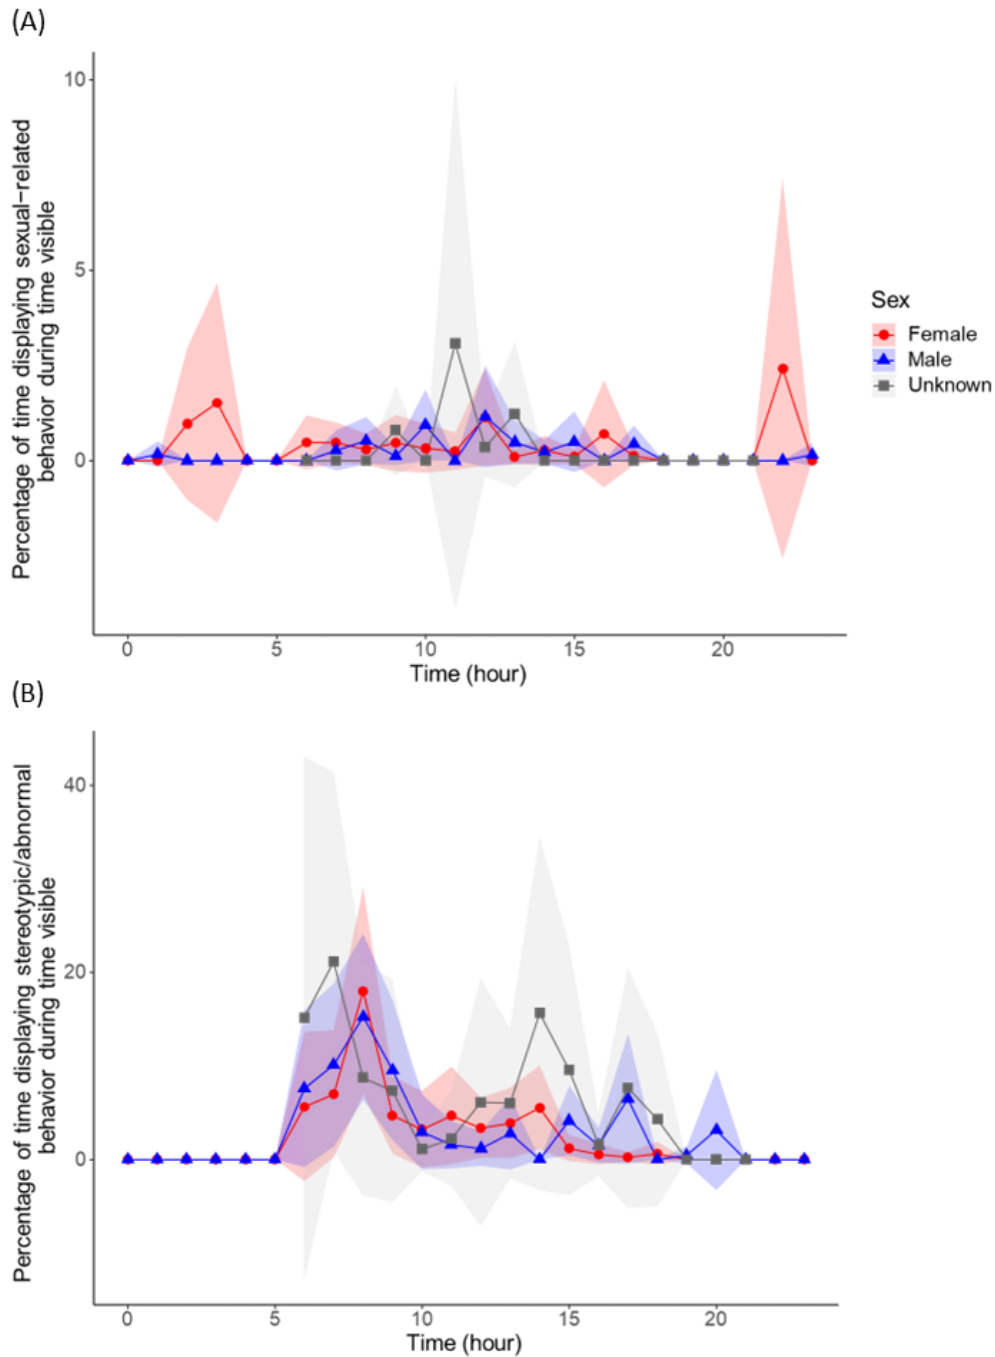 (A)
Percentage of time displaying sexual-related
behavior during time visible
10
5
0
0 5 10 15 20
Time (hour)
Sex
Female
Male
Unknown
(B)
Percentage of time displaying stereotypic/abnormal
behavior during time visible
40
20
0
0 5 10 15 20
Time (hour)